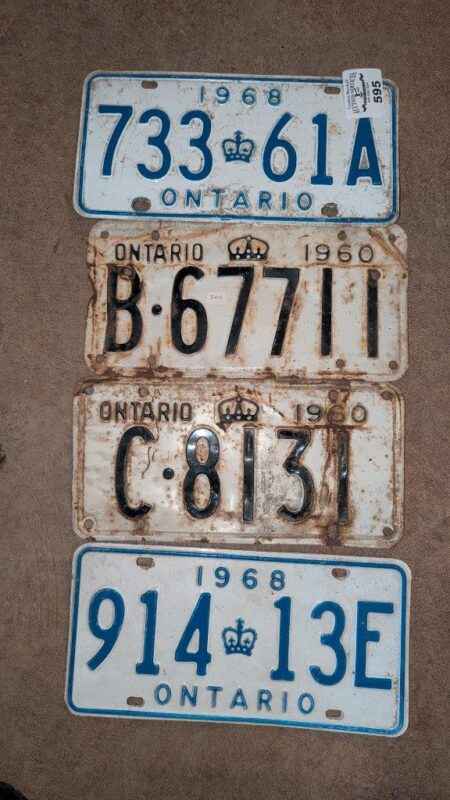 1968
733 61A
ONTARIO
595
ONTARIO 1960
B·67711
ONTARIO 1960
C·8131
1968
914 13E
ONTARIO